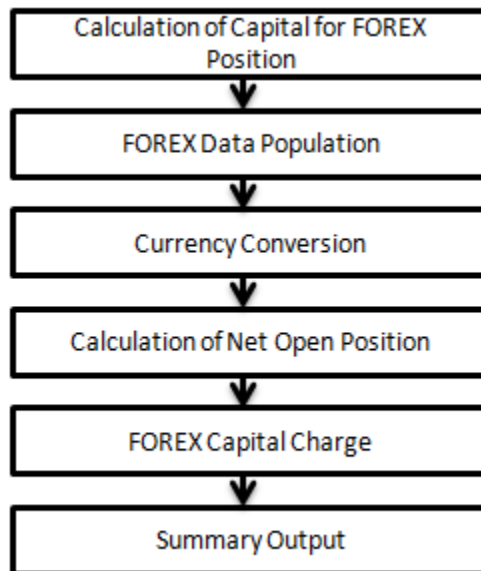 Calculation of Capital for FOREX
Position
FOREX Data Population
Currency Conversion
Calculation of Net Open Position
FOREX Capital Charge
Summary Output